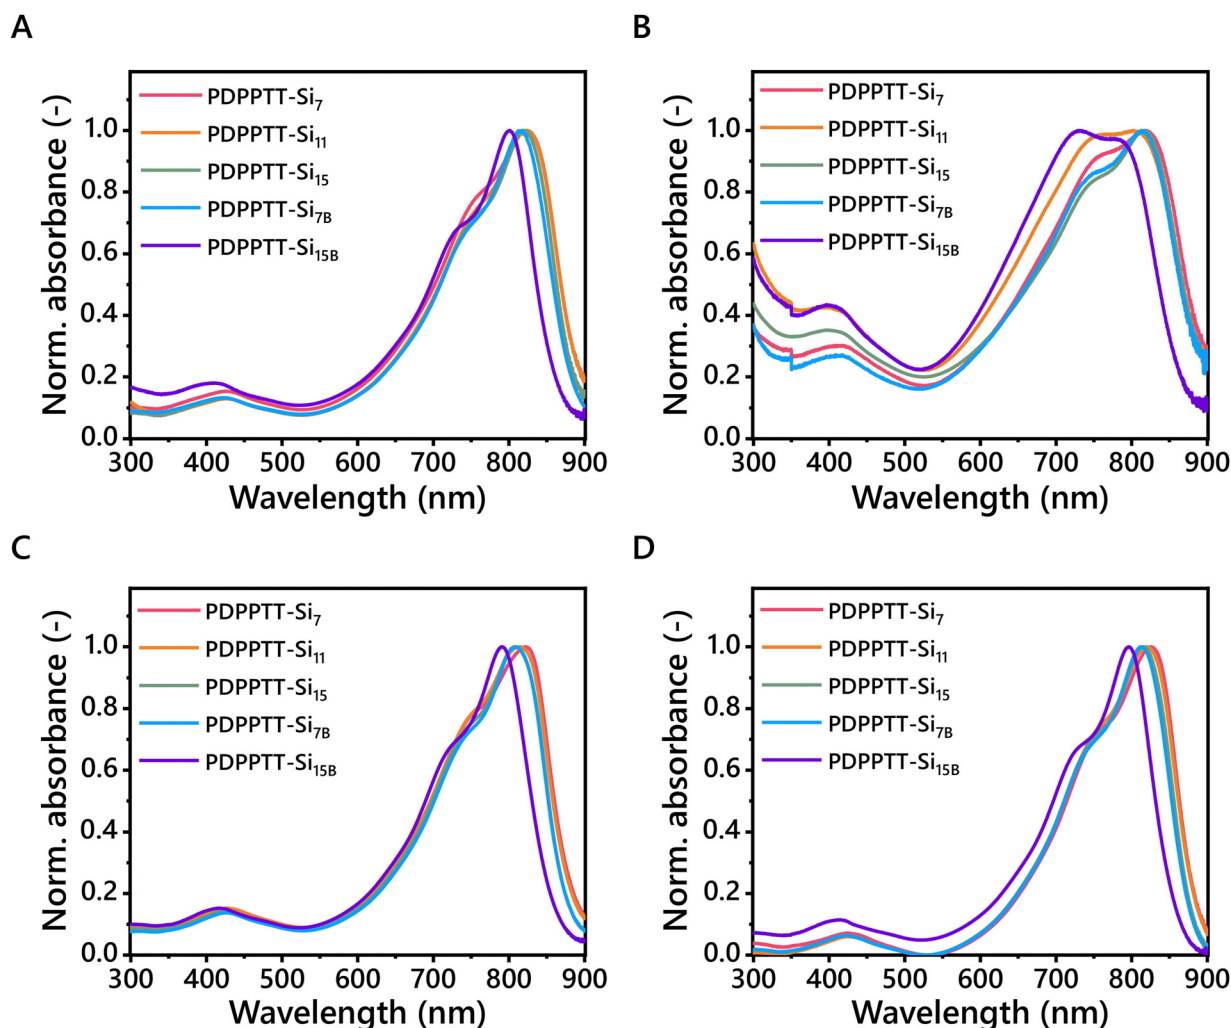 A
Norm. absorbance (-)
1.0
0.8
0.6
0.4
0.2
0.0
PDPPTT-Si₇
PDPPTT-Si₁₁
PDPPTT-Si₁₅
PDPPTT-Si₇B
PDPPTT-Si₁₅B
300 400 500 600 700 800 900
Wavelength (nm)
B
Norm. absorbance (-)
1.0
0.8
0.6
0.4
0.2
0.0
PDPPTT-Si₇
PDPPTT-Si₁₁
PDPPTT-Si₁₅
PDPPTT-Si₇B
PDPPTT-Si₁₅B
300 400 500 600 700 800 900
Wavelength (nm)
C
Norm. absorbance (-)
1.0
0.8
0.6
0.4
0.2
0.0
PDPPTT-Si₇
PDPPTT-Si₁₁
PDPPTT-Si₁₅
PDPPTT-Si₇B
PDPPTT-Si₁₅B
300 400 500 600 700 800 900
Wavelength (nm)
D
Norm. absorbance (-)
1.0
0.8
0.6
0.4
0.2
0.0
PDPPTT-Si₇
PDPPTT-Si₁₁
PDPPTT-Si₁₅
PDPPTT-Si₇B
PDPPTT-Si₁₅B
300 400 500 600 700 800 900
Wavelength (nm)